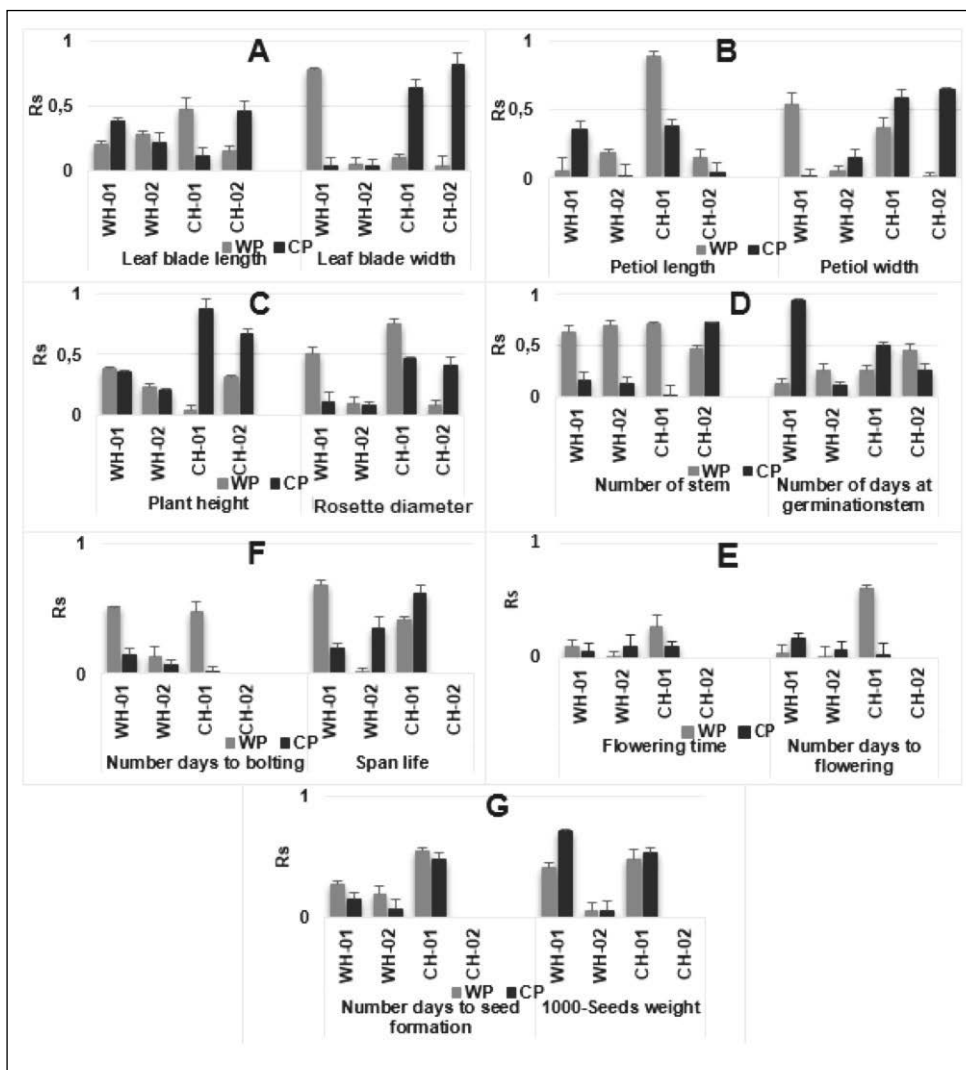 A
1
0,5
0
Rs
WH-01
WH-02
CH-01
CH-02
WH-01
WH-02
CH-01
CH-02
WP CP
Leaf blade length Leaf blade width
B
1
0,5
0
Rs
WH-01
WH-02
CH-01
CH-02
WH-01
WH-02
CH-01
CH-02
WP CP
Petiol length Petiol width
C
1
0,5
0
Rs
WH-01
WH-02
CH-01
CH-02
WH-01
WH-02
CH-01
CH-02
WP CP
Plant height Rosette diameter
D
1
0,5
0
Rs
WH-01
WH-02
CH-01
CH-02
WH-01
WH-02
CH-01
CH-02
WP CP
Number of stem Number of days at
germinationstem
F
1
0
Rs
WH-01
WH-02
CH-01
CH-02
WH-01
WH-02
CH-01
CH-02
WP CP
Number days to bolting Span life
E
1
0
Rs
WH-01
WH-02
CH-01
CH-02
WH-01
WH-02
CH-01
CH-02
WP CP
Flowering time Number days to
flowering
G
1
0
Rs
WH-01
WH-02
CH-01
CH-02
WH-01
WH-02
CH-01
CH-02
WP CP
Number days to seed 1000-Seeds weight
formation